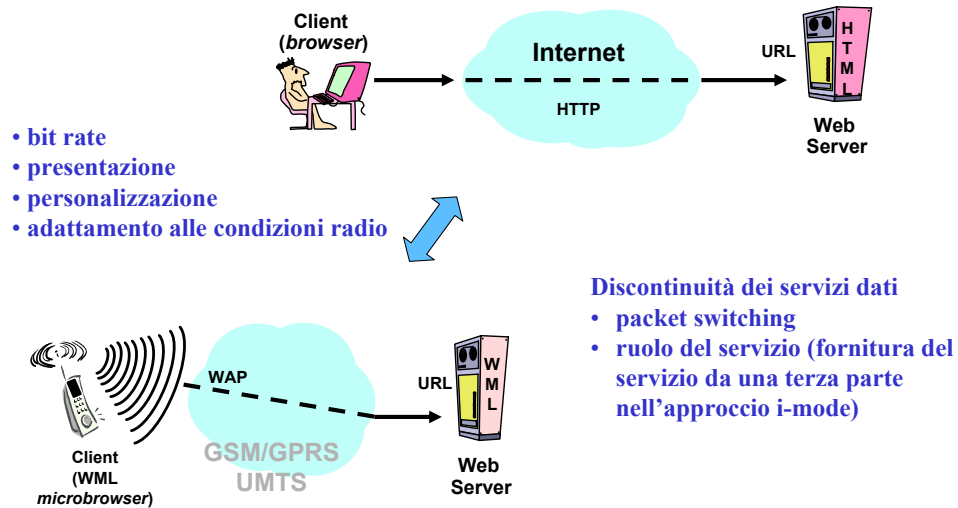 Client
(browser)
Internet
HTTP
URL
HTML
Web
Server
• bit rate
• presentazione
• personalizzazione
• adattamento alle condizioni radio
Discontinuità dei servizi dati
• packet switching
• ruolo del servizio (fornitura del
servizio da una terza parte
nell'approccio i-mode)
WAP
GSM/GPRS
UMTS
URL
WML
Client
(WML
microbrowser)
Web
Server